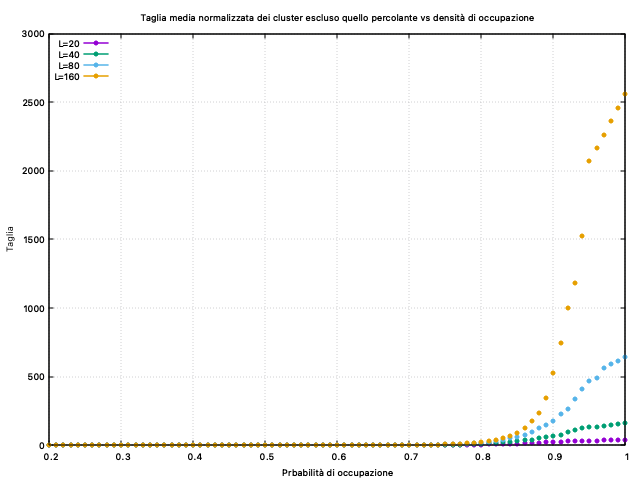 Taglia media normalizzata dei cluster escluso quello percolante vs densità di occupazione
3000
2500
2000
1500
1000
500
0
Taglia
L=20
L=40
L=80
L=160
0.2 0.3 0.4 0.5 0.6 0.7 0.8 0.9 1
Prbabilità di occupazione